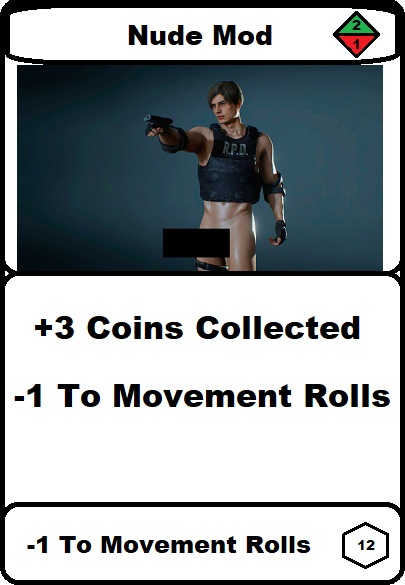 Nude Mod
2
1
R.P.D.
+3 Coins Collected
-1 To Movement Rolls
-1 To Movement Rolls
12